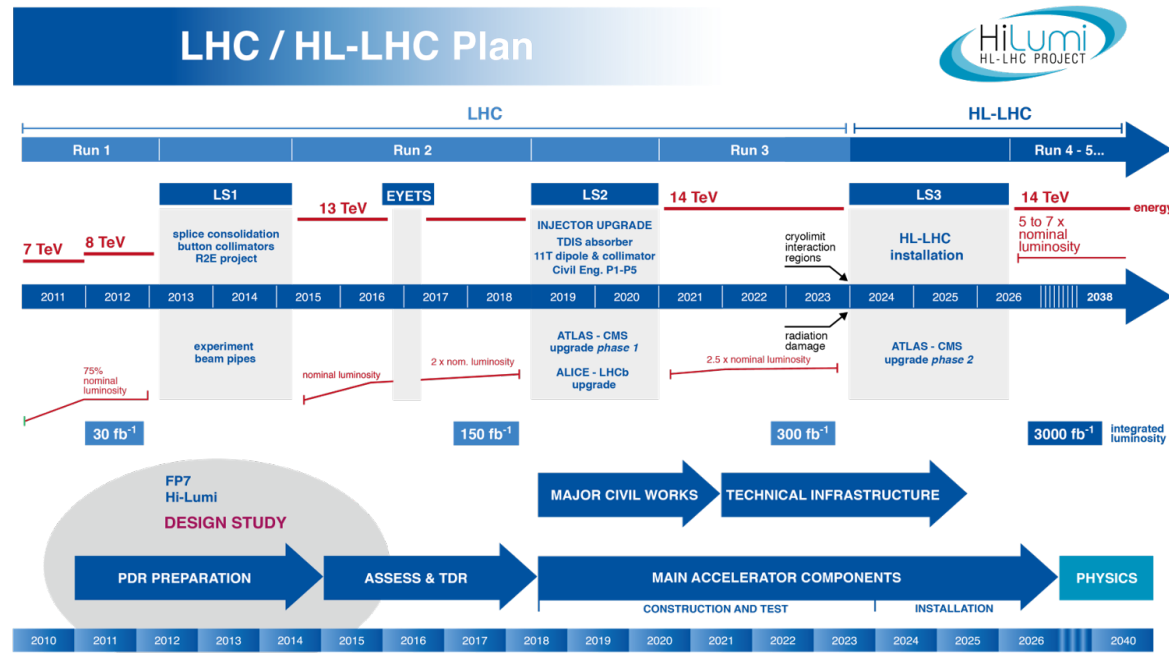 LHC / HL-LHC Plan
HiLumi
HL-LHC PROJECT
LHC
HL-LHC
Run 1
Run 2
Run 3
Run 4 - 5...
LS1
EYETS
LS2
LS3
7 TeV
8 TeV
13 TeV
14 TeV
14 TeV
energy
splice consolidation
button collimators
R2E project
INJECTOR UPGRADE
TDIS absorber
11T dipole & collimator
Civil Eng. P1-P5
cryolimit
interaction
regions
HL-LHC
installation
5 to 7 x
nominal
luminosity
2011 2012 2013 2014 2015 2016 2017 2018 2019 2020 2021 2022 2023 2024 2025 2026 2038
experiment
beam pipes
ATLAS - CMS
upgrade phase 1
ALICE - LHCb
upgrade
radiation
damage
ATLAS - CMS
upgrade phase 2
75%
nominal
luminosity
nominal luminosity
2 x nom. luminosity
2.5 x nominal luminosity
30 fb⁻¹
150 fb⁻¹
300 fb⁻¹
3000 fb⁻¹
integrated
luminosity
FP7
Hi-Lumi
DESIGN STUDY
MAJOR CIVIL WORKS
TECHNICAL INFRASTRUCTURE
PDR PREPARATION
ASSESS & TDR
MAIN ACCELERATOR COMPONENTS
PHYSICS
CONSTRUCTION AND TEST
INSTALLATION
2010 2011 2012 2013 2014 2015 2016 2017 2018 2019 2020 2021 2022 2023 2024 2025 2026 2040